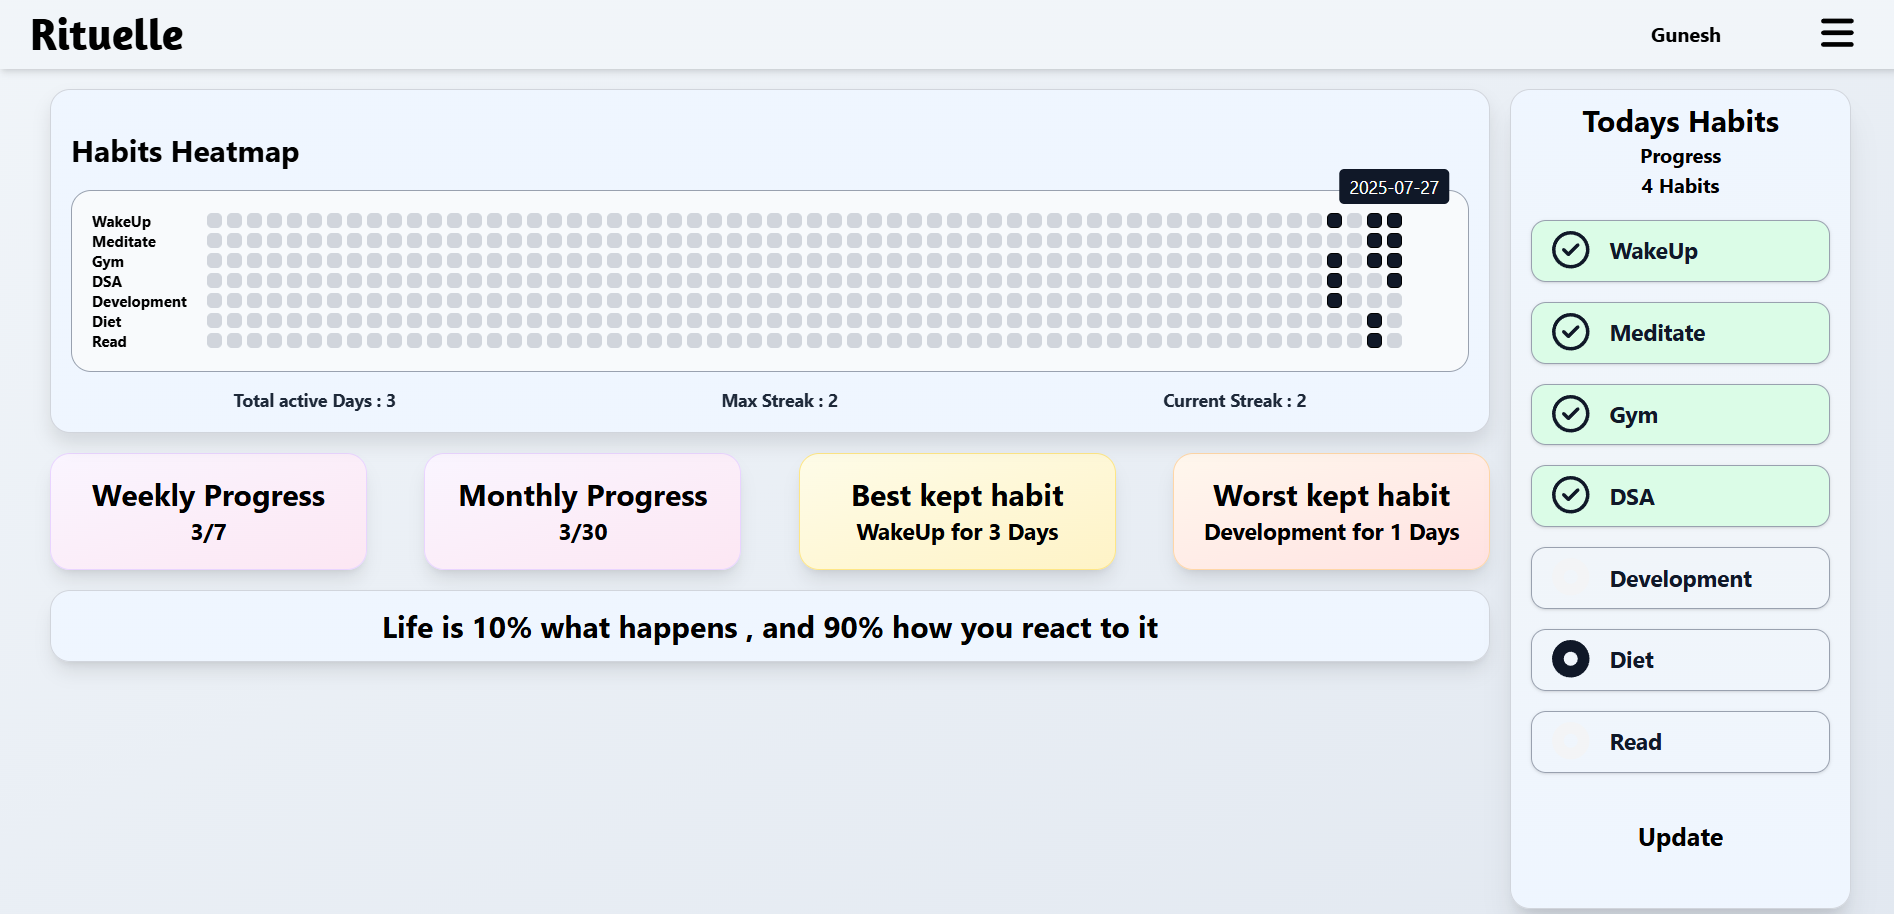 Rituelle
Gunesh
Habits Heatmap
2025-07-27
WakeUp
Meditate
Gym
DSA
Development
Diet
Read
Total active Days : 3
Max Streak : 2
Current Streak : 2
Weekly Progress
3/7
Monthly Progress
3/30
Best kept habit
WakeUp for 3 Days
Worst kept habit
Development for 1 Days
Life is 10% what happens , and 90% how you react to it
Todays Habits
Progress
4 Habits
WakeUp
Meditate
Gym
DSA
Development
Diet
Read
Update